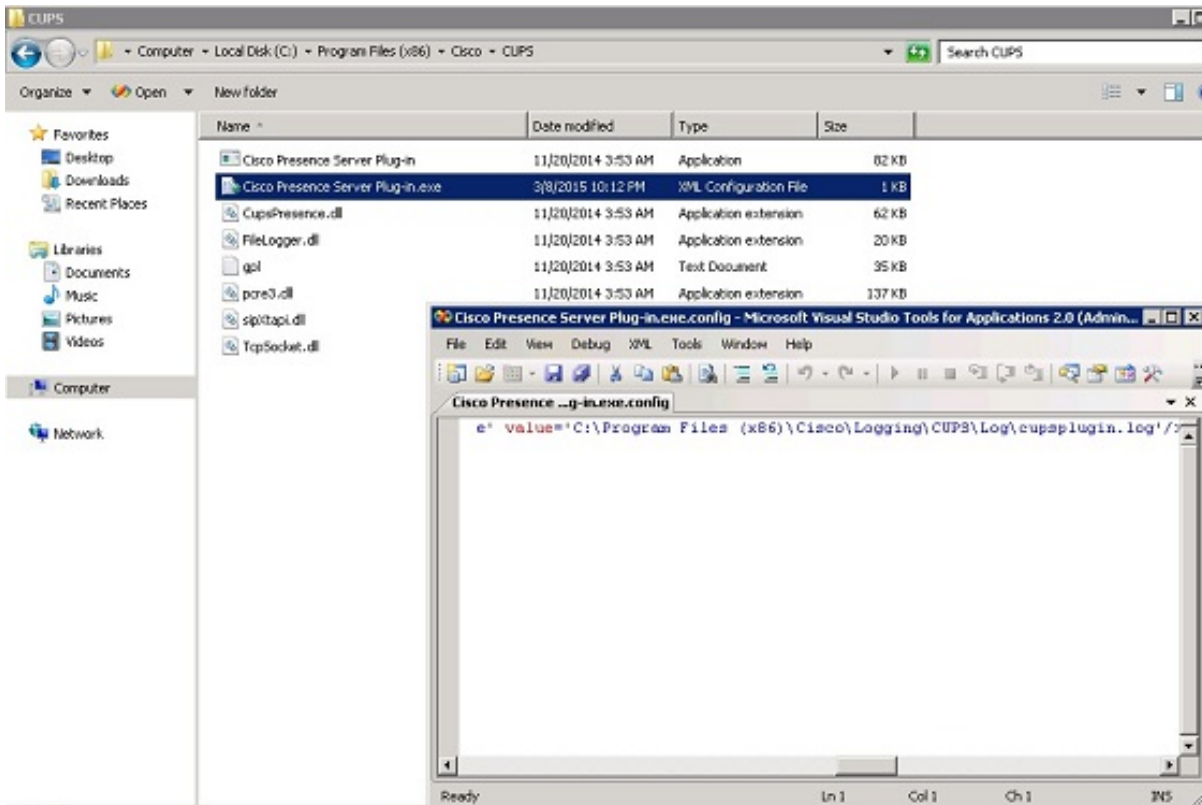 CUPS
Computer Local Disk (C:) Program Files (x86) Cisco CUPS
Search CUPS
Organize Open New folder
Name Date modified Type Size
Favorites
Desktop
Downloads
Recent Places
Libraries
Documents
Music
Pictures
Videos
Computer
Network
Cisco Presence Server Plug-in 11/20/2014 3:53 AM Application 82 KB
Cisco Presence Server Plug-in.exe 3/8/2015 10:12 PM XML Configuration File 1 KB
CupsPresence.dll 11/20/2014 3:53 AM Application extension 62 KB
FileLogger.dll 11/20/2014 3:53 AM Application extension 20 KB
gpl 11/20/2014 3:53 AM Text Document 35 KB
pcre3.dll 11/20/2014 3:53 AM Application extension 137 KB
sipXtapi.dll
TcpSocket.dll
Cisco Presence Server Plug-in.exe.config - Microsoft Visual Studio Tools for Applications 2.0 (Admin...
File Edit View Debug XML Tools Window Help
Cisco Presence ...g-in.exe.config
e' value='C:\Program Files (x86)\Cisco\Logging\CUPS\Log\cupsplugin.log'/>
Ready Ln 1 Col 1 Ch 1 INS